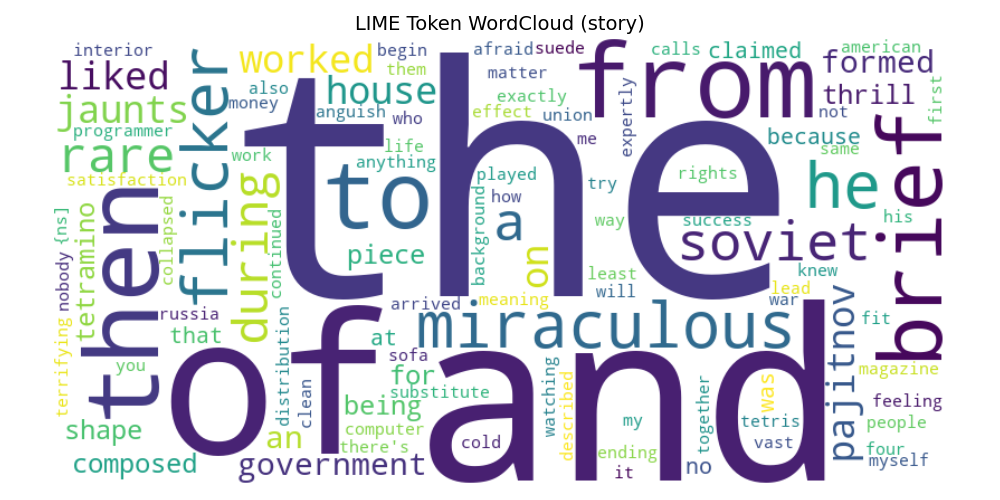 LIME Token WordCloud (story)
interior
liked
flicker
worked
begin
them
afraid
suede
calls
claimed
american
formed
also
house
matter
from
thrill
first
jaunts
money
anguish
who
exactly
effect
union
expertly
not
programmer
me
because
rare
work
the
life
anything
same
satisfaction
to
played
how
try
rights
he
brief
then
during
background
a
way
success
his
tetramino
collapsed
continued
piece
on
soviet
nobody
{ns]
least
will
knew
russia
arrived
meaning
war
lead
that
miraculous
pajitnov
fit
terrifying
you
of
distribution
at
sofa
and
watching
magazine
clean
for
substitute
described
together
was
feeling
shape
an
being
computer
there's
cold
my
tetris
people
composed
government
ending
it
no
vast
four
myself